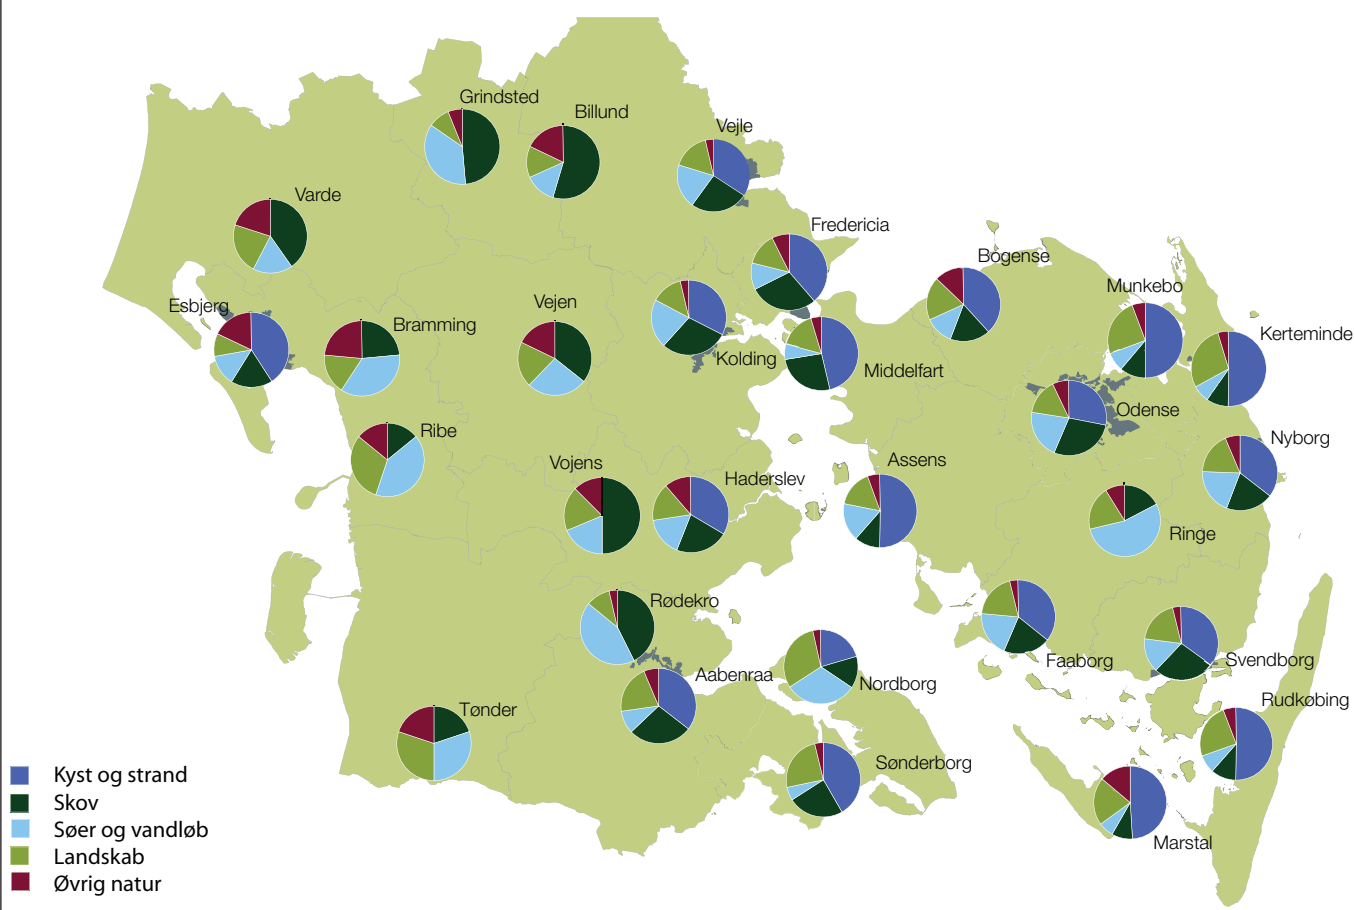 Grindsted
Billund
Vejle
Varde
Fredericia
Bogense
Munkebo
Esbjerg
Vejen
Bramming
Kerteminde
Kolding
Middelfart
Odense
Ribe
Nyborg
Vojens
Haderslev
Assens
Ringe
Rødekro
Faaborg
Svendborg
Aabenraa
Nordborg
Rudkøbing
Tønder
Sønderborg
Marstal
Kyst og strand
Skov
Søer og vandløb
Landskab
Øvrig natur